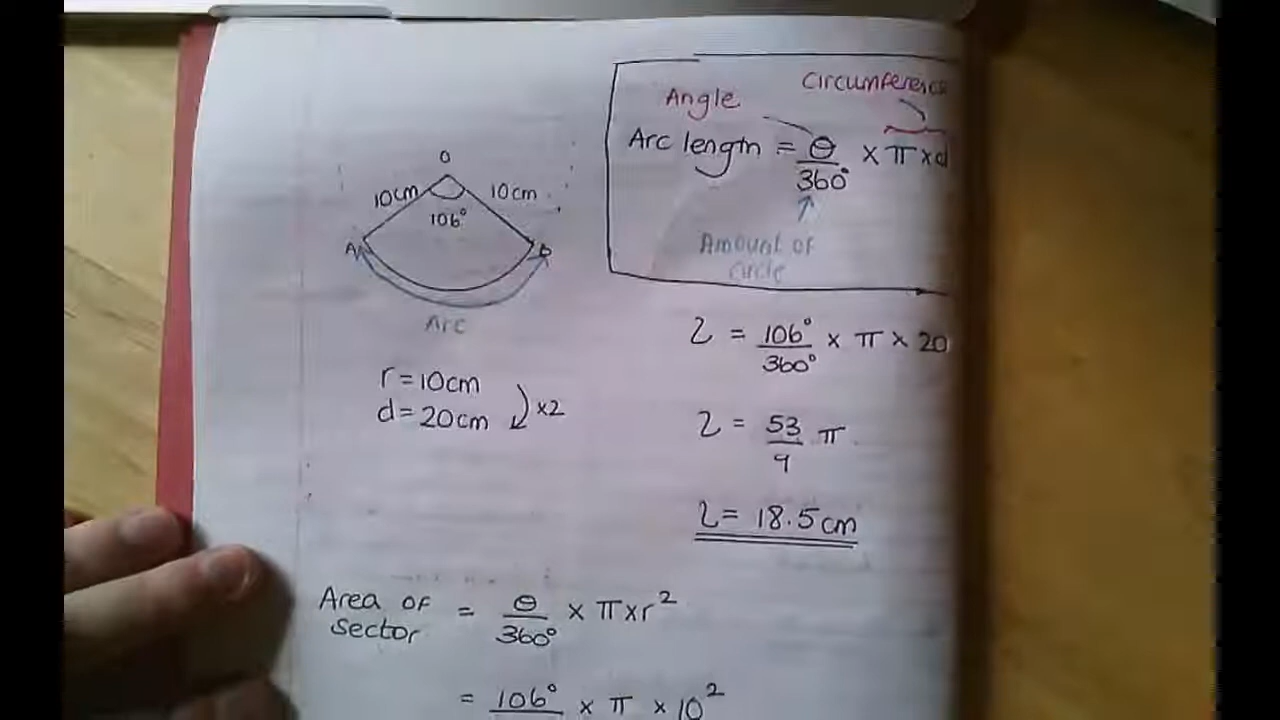 Angle
Circumference
Arc length = θ/360° × π × d
Amount of
circle
O
10cm
10cm
106°
A
B
Arc
r = 10cm
d = 20cm
×2
l = 106°/360° × π × 20
l = 53/9 π
l = 18.5cm
Area of
sector
= θ/360° × π × r²
= 106° × π × 10²